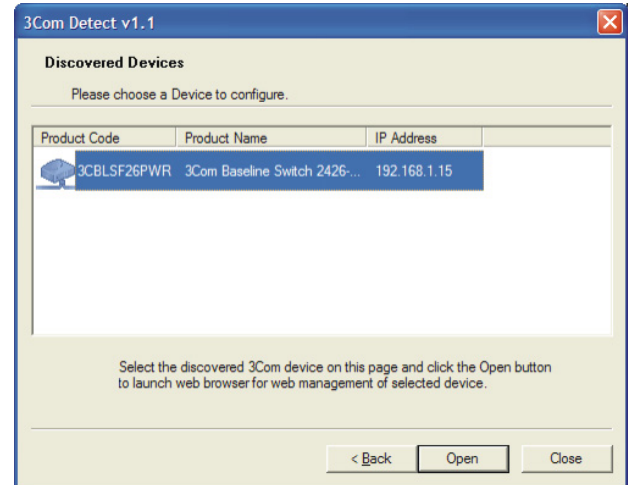 3Com Detect v1.1
Discovered Devices
Please choose a Device to configure.
Product Code Product Name IP Address
3CBLSF26PWR 3Com Baseline Switch 2426-... 192.168.1.15
Select the discovered 3Com device on this page and click the Open button
to launch web browser for web management of selected device.
< Back Open Close